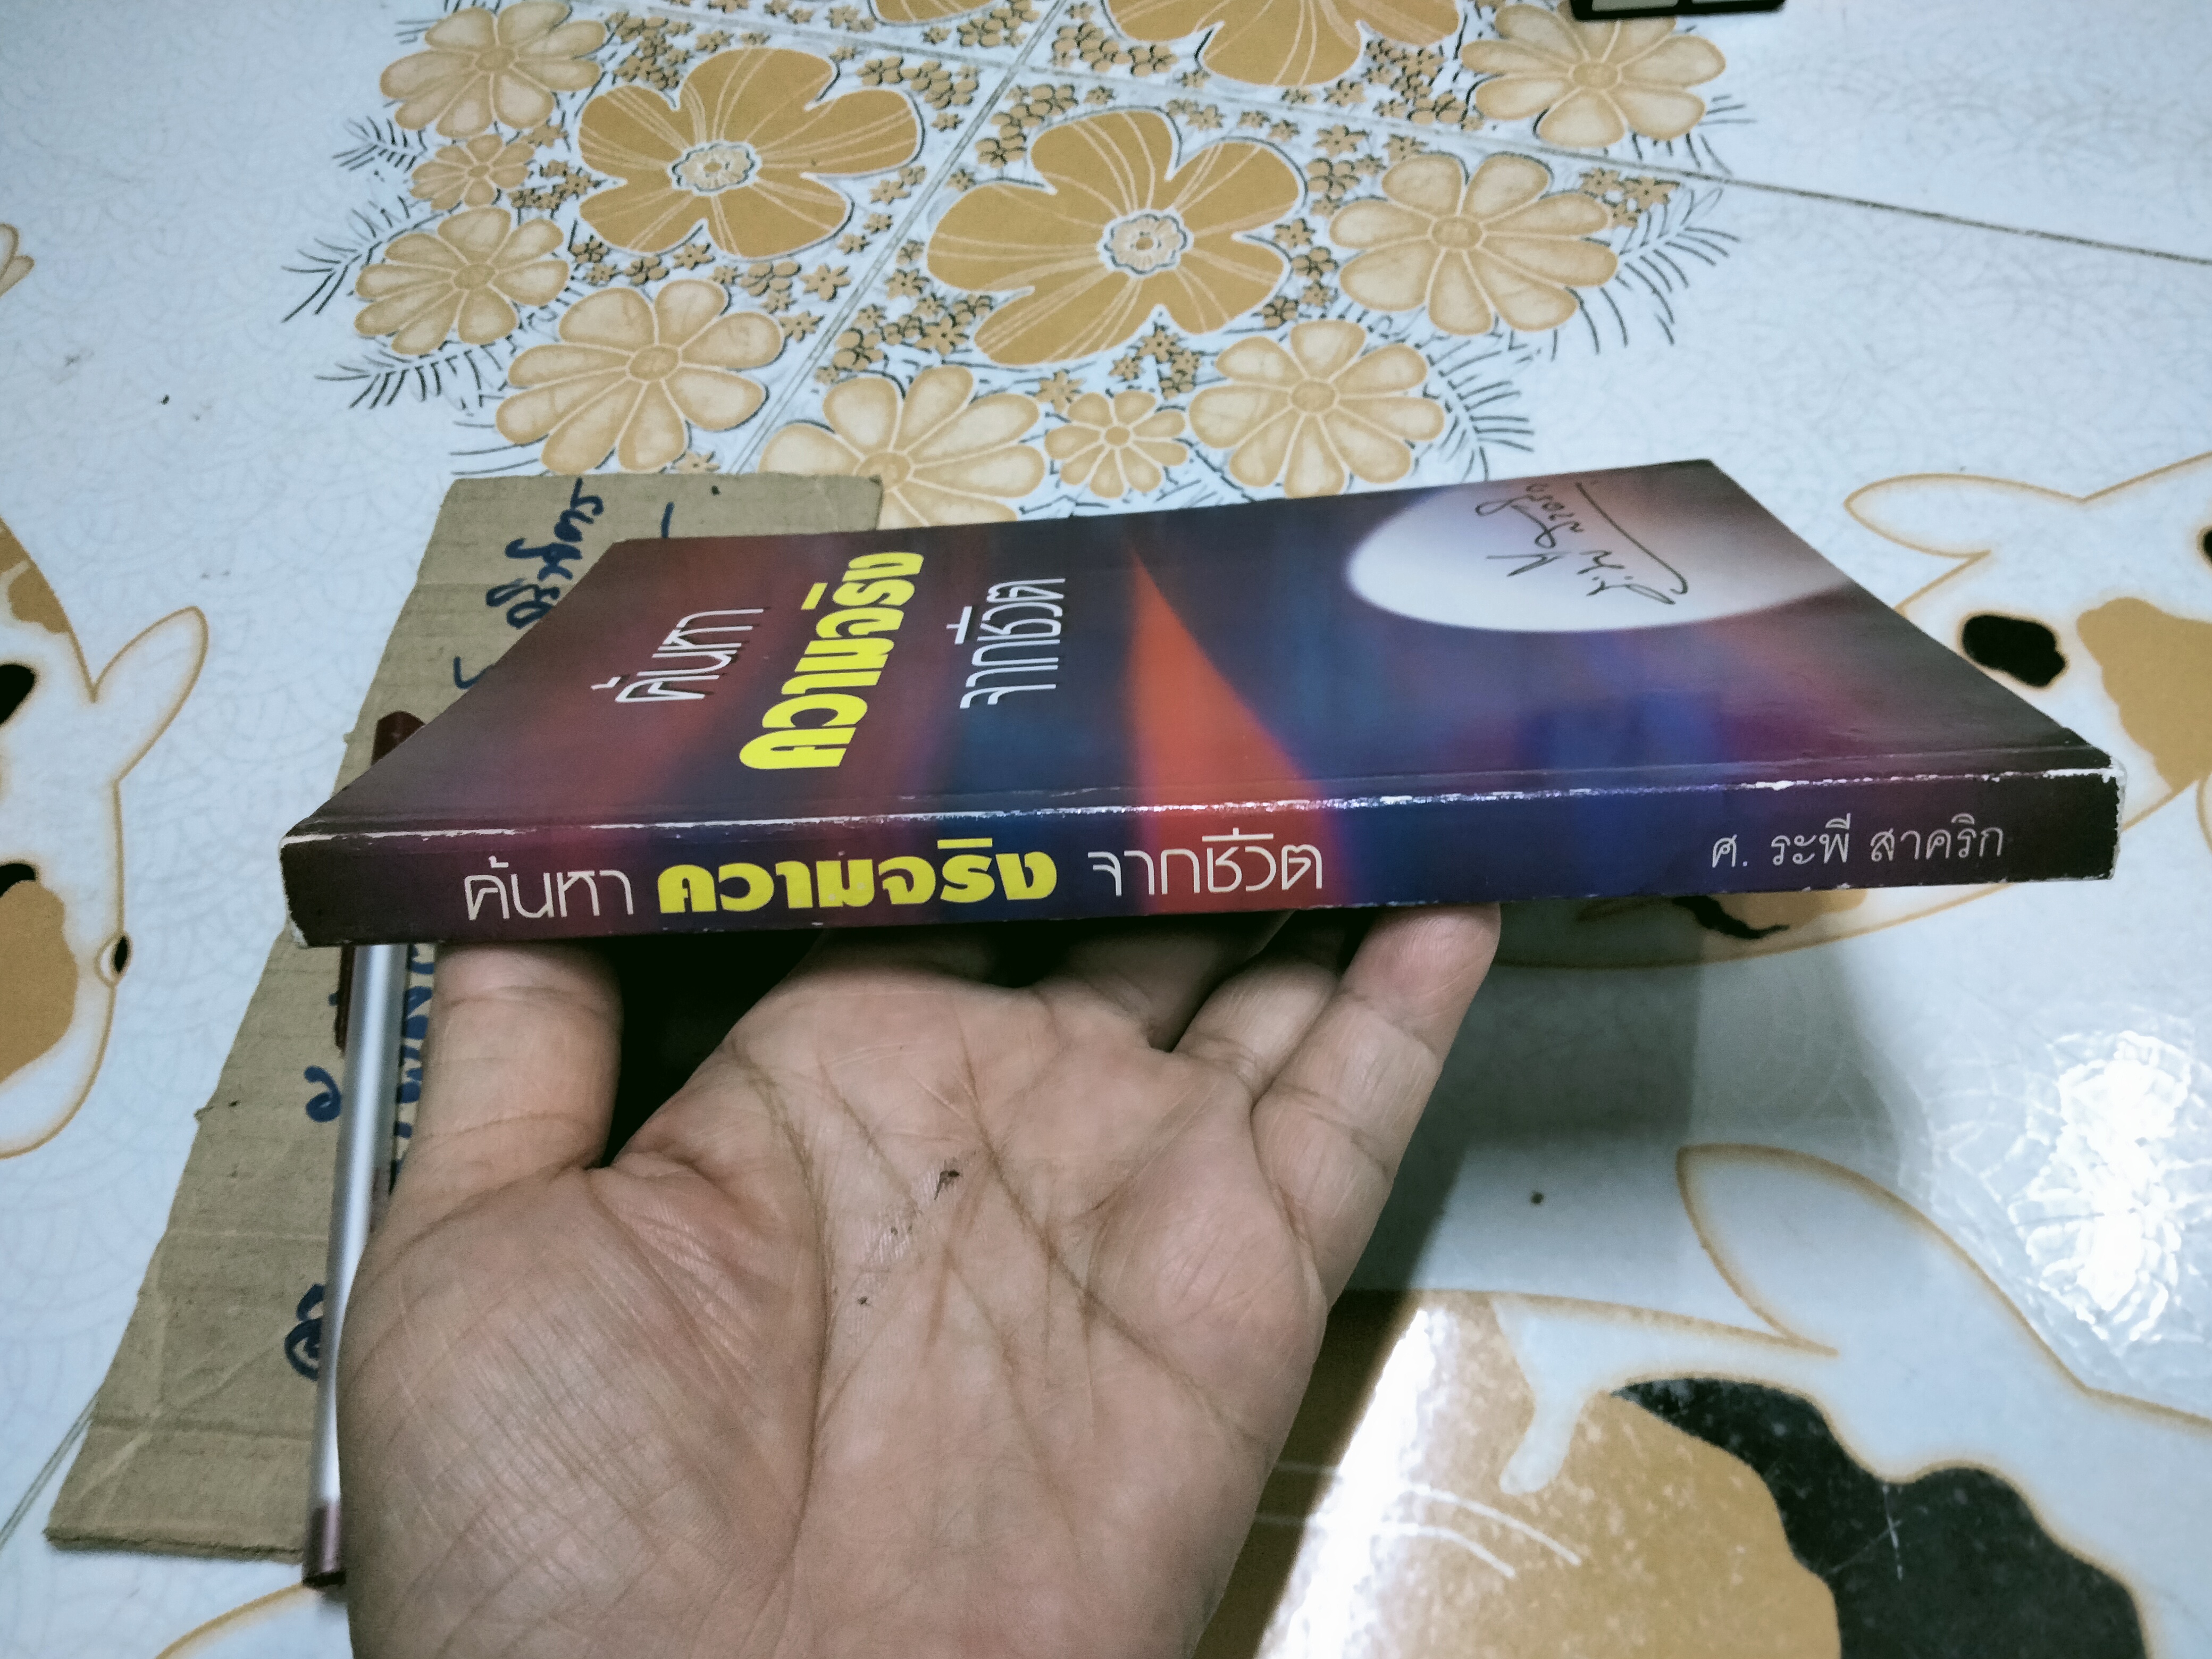 ค้นหา
ความจริง
จากชีวิต
ค้นหา ความจริง จากชีวิต
ศ. ระพี สาคริก